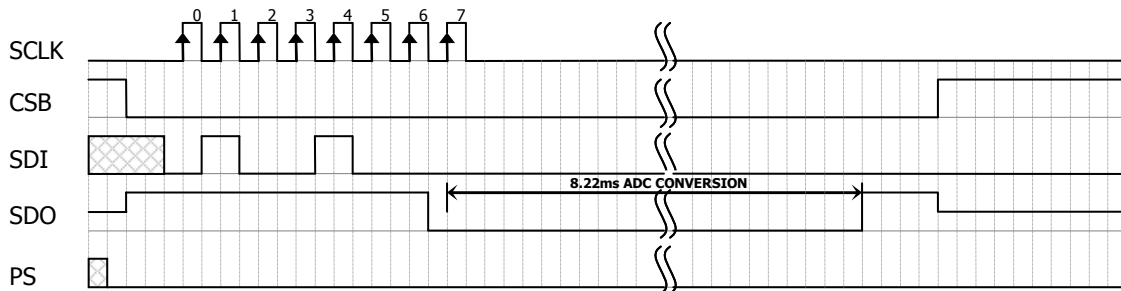 0 1 2 3 4 5 6 7
SCLK
CSB
SDI
8.22ms ADC CONVERSION
SDO
PS